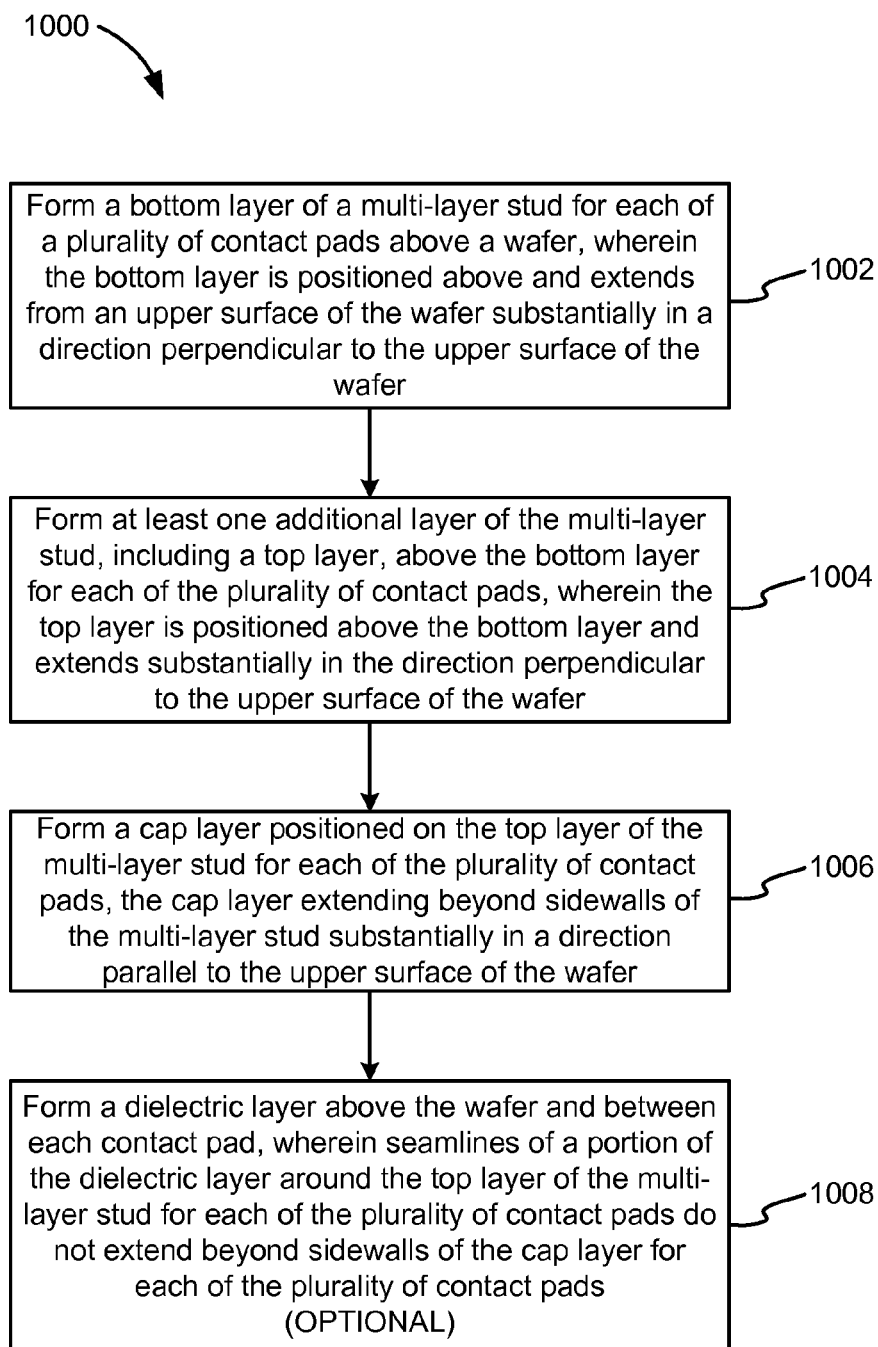 1000
Form a bottom layer of a multi-layer stud for each of
a plurality of contact pads above a wafer, wherein
the bottom layer is positioned above and extends
from an upper surface of the wafer substantially in a
direction perpendicular to the upper surface of the
wafer
1002
Form at least one additional layer of the multi-layer
stud, including a top layer, above the bottom layer
for each of the plurality of contact pads, wherein the
top layer is positioned above the bottom layer and
extends substantially in the direction perpendicular
to the upper surface of the wafer
1004
Form a cap layer positioned on the top layer of the
multi-layer stud for each of the plurality of contact
pads, the cap layer extending beyond sidewalls of
the multi-layer stud substantially in a direction
parallel to the upper surface of the wafer
1006
Form a dielectric layer above the wafer and between
each contact pad, wherein seamlines of a portion of
the dielectric layer around the top layer of the multi-
layer stud for each of the plurality of contact pads do
not extend beyond sidewalls of the cap layer for
each of the plurality of contact pads
(OPTIONAL)
1008